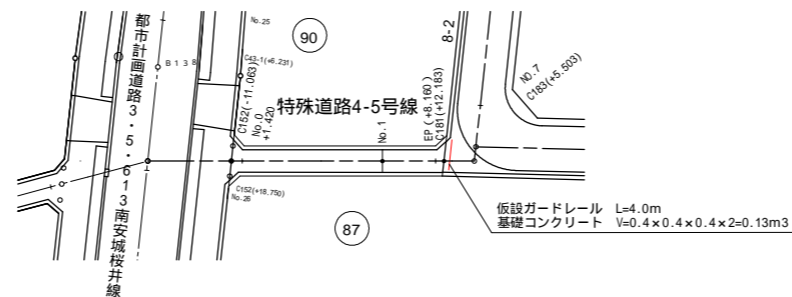 No.25
90
都市計画道路3・5・613南安城桜井線
B138
C43-1(+6.231)
C152(-11.063)
No.0
+1.420
特殊道路4-5号線
No.1
EP (+8.160)
C181(+12.183)
8-2
NO.7
C183(+5.503)
C152(+18.750)
No.26
87
仮設ガードレール L=4.0m
基礎コンクリート V=0.4×0.4×0.4×2=0.13m3